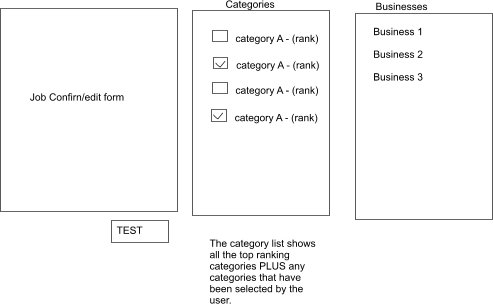 Categories
Businesses
Job Confirn/edit form
category A - (rank)
category A - (rank)
category A - (rank)
category A - (rank)
Business 1
Business 2
Business 3
TEST
The category list shows
all the top ranking
categories PLUS any
categories that have
been selected by the
user.